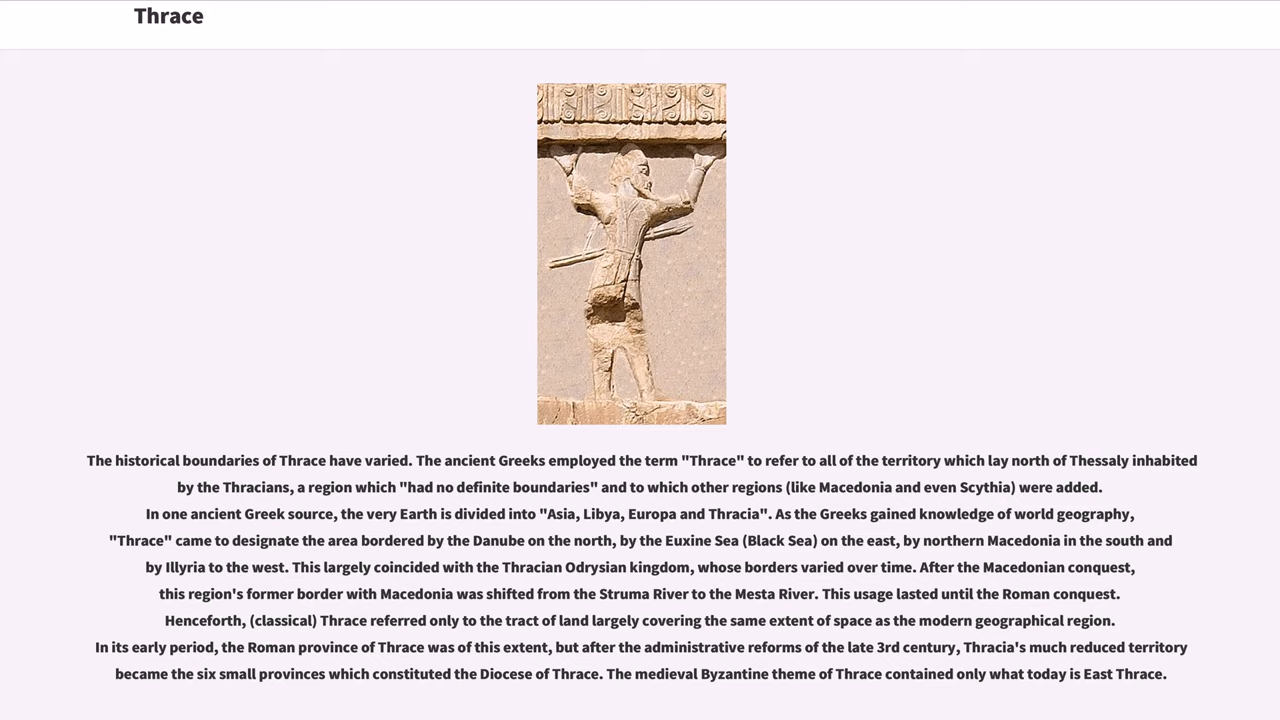 Thrace
The historical boundaries of Thrace have varied. The ancient Greeks employed the term "Thrace" to refer to all of the territory which lay north of Thessaly inhabited
by the Thracians, a region which "had no definite boundaries" and to which other regions (like Macedonia and even Scythia) were added.
In one ancient Greek source, the very Earth is divided into "Asia, Libya, Europa and Thracia". As the Greeks gained knowledge of world geography,
"Thrace" came to designate the area bordered by the Danube on the north, by the Euxine Sea (Black Sea) on the east, by northern Macedonia in the south and
by Illyria to the west. This largely coincided with the Thracian Odrysian kingdom, whose borders varied over time. After the Macedonian conquest,
this region's former border with Macedonia was shifted from the Struma River to the Mesta River. This usage lasted until the Roman conquest.
Henceforth, (classical) Thrace referred only to the tract of land largely covering the same extent of space as the modern geographical region.
In its early period, the Roman province of Thrace was of this extent, but after the administrative reforms of the late 3rd century, Thracia's much reduced territory
became the six small provinces which constituted the Diocese of Thrace. The medieval Byzantine theme of Thrace contained only what today is East Thrace.